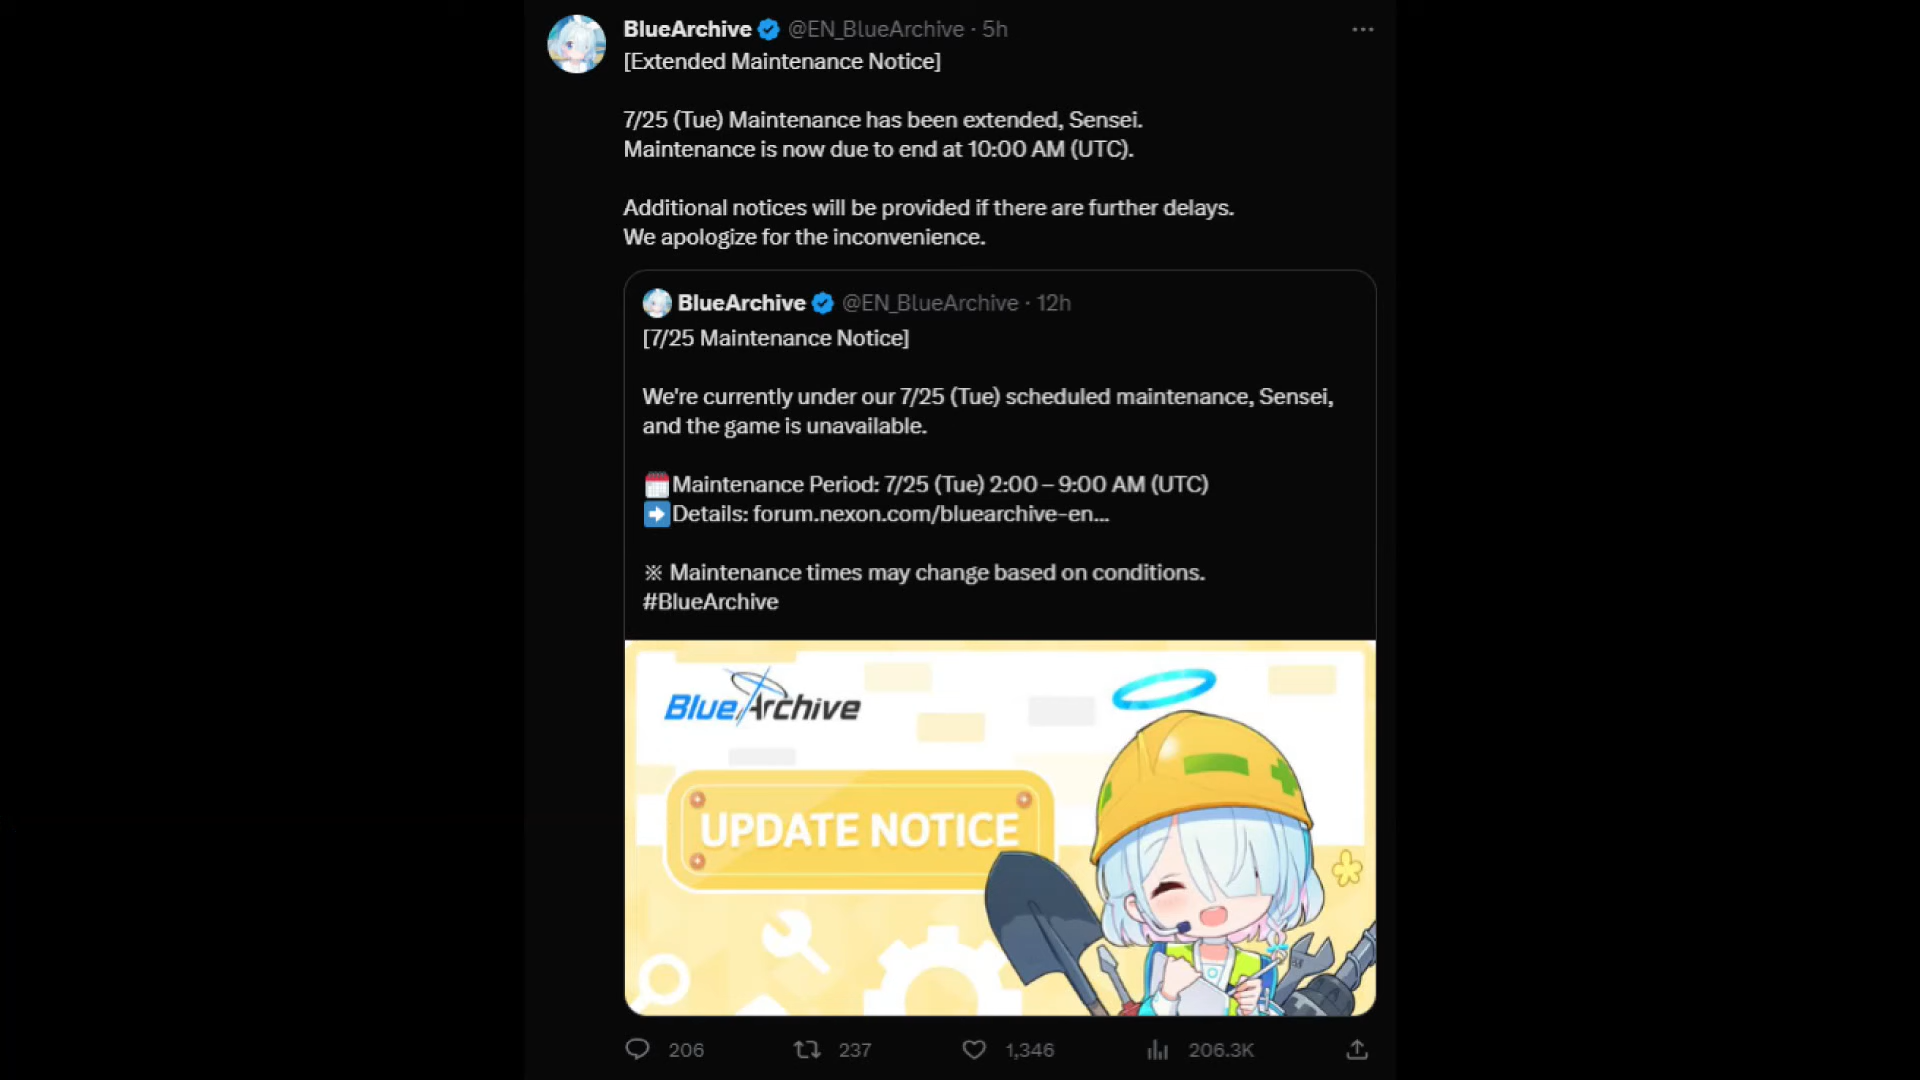 BlueArchive @EN_BlueArchive · 5h
[Extended Maintenance Notice]
7/25 (Tue) Maintenance has been extended, Sensei.
Maintenance is now due to end at 10:00 AM (UTC).
Additional notices will be provided if there are further delays.
We apologize for the inconvenience.
BlueArchive @EN_BlueArchive · 12h
[7/25 Maintenance Notice]
We're currently under our 7/25 (Tue) scheduled maintenance, Sensei,
and the game is unavailable.
Maintenance Period: 7/25 (Tue) 2:00 – 9:00 AM (UTC)
Details: forum.nexon.com/bluearchive-en...
※ Maintenance times may change based on conditions.
#BlueArchive
Blue Archive
UPDATE NOTICE
206 237 1,346 206.3K